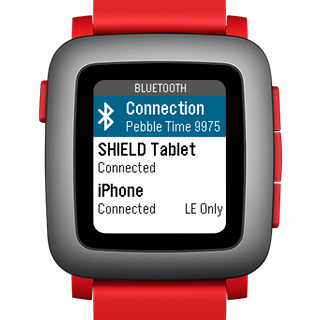 BLUETOOTH
Connection
Pebble Time 9975
SHIELD Tablet
Connected
iPhone
Connected LE Only